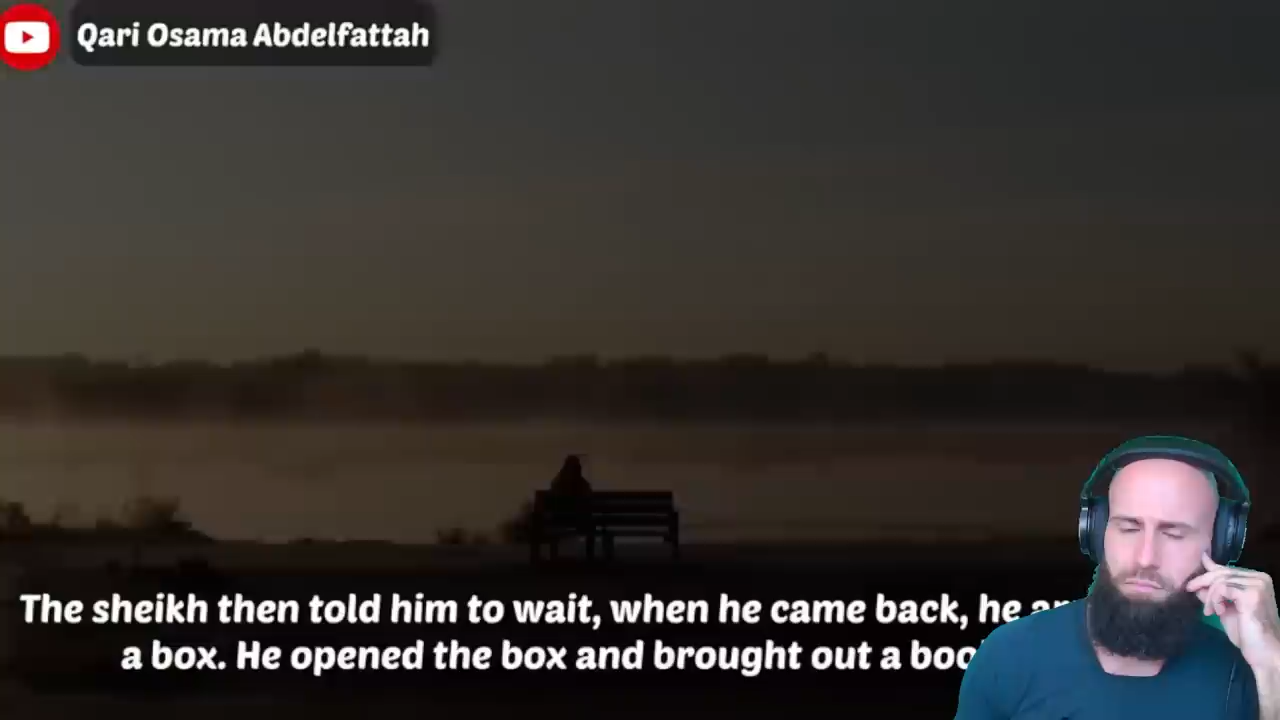 Qari Osama Abdelfattah
The sheikh then told him to wait, when he came back, he
a box. He opened the box and brought out a